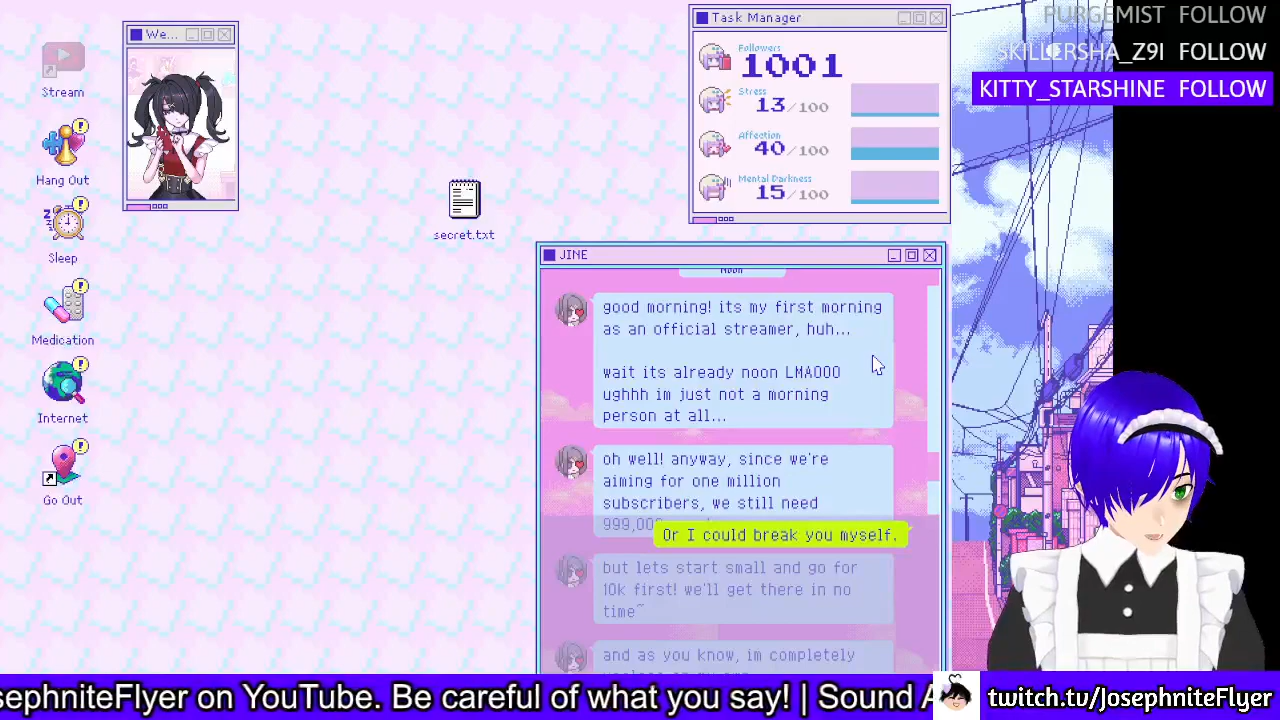 Stream
Hang Out
Sleep
Medication
Internet
Go Out
We...
secret.txt
Task Manager
Followers
1001
Stress
13/100
Affection
40/100
Mental Darkness
15/100
JINE
Noon
good morning! its my first morning
as an official streamer, huh...
wait its already noon LMAOOO
ughhh im just not a morning
person at all...
oh well! anyway, since we're
aiming for one million
subscribers, we still need
Or I could break you myself.
but lets start small and go for
10k first! we'll get there in no
time~
and as you know, im completely
PURGEMIST FOLLOW
SKILLERSHA_Z9I FOLLOW
KITTY_STARSHINE FOLLOW
sephniteFlyer on YouTube. Be careful of what you say! | Sound
twitch.tv/JosephniteFlyer